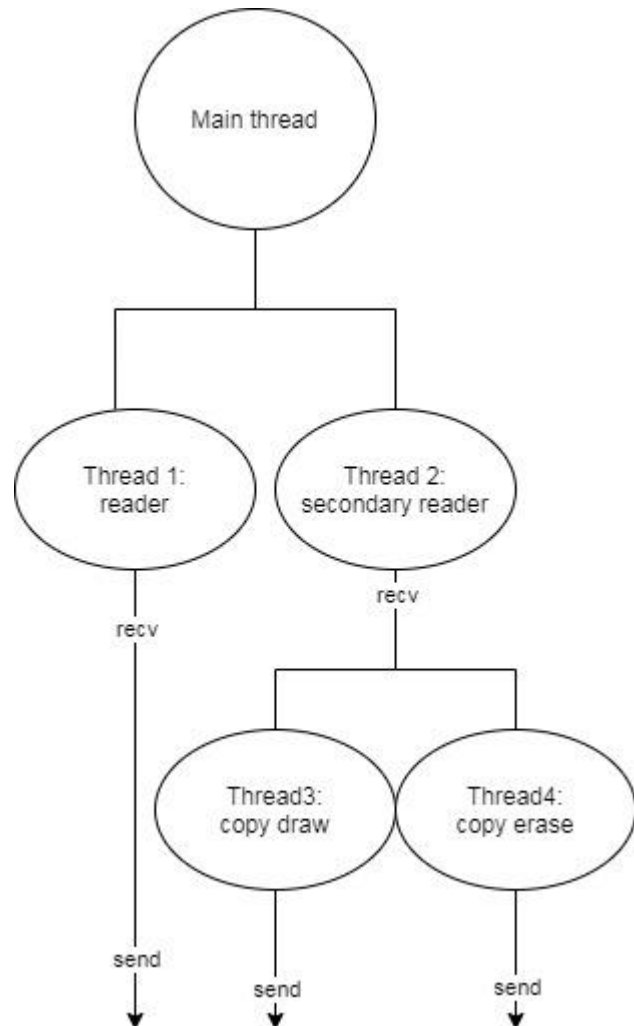 Main thread
Thread 1:
reader
Thread 2:
secondary reader
recv
recv
Thread3:
copy draw
Thread4:
copy erase
send
send
send